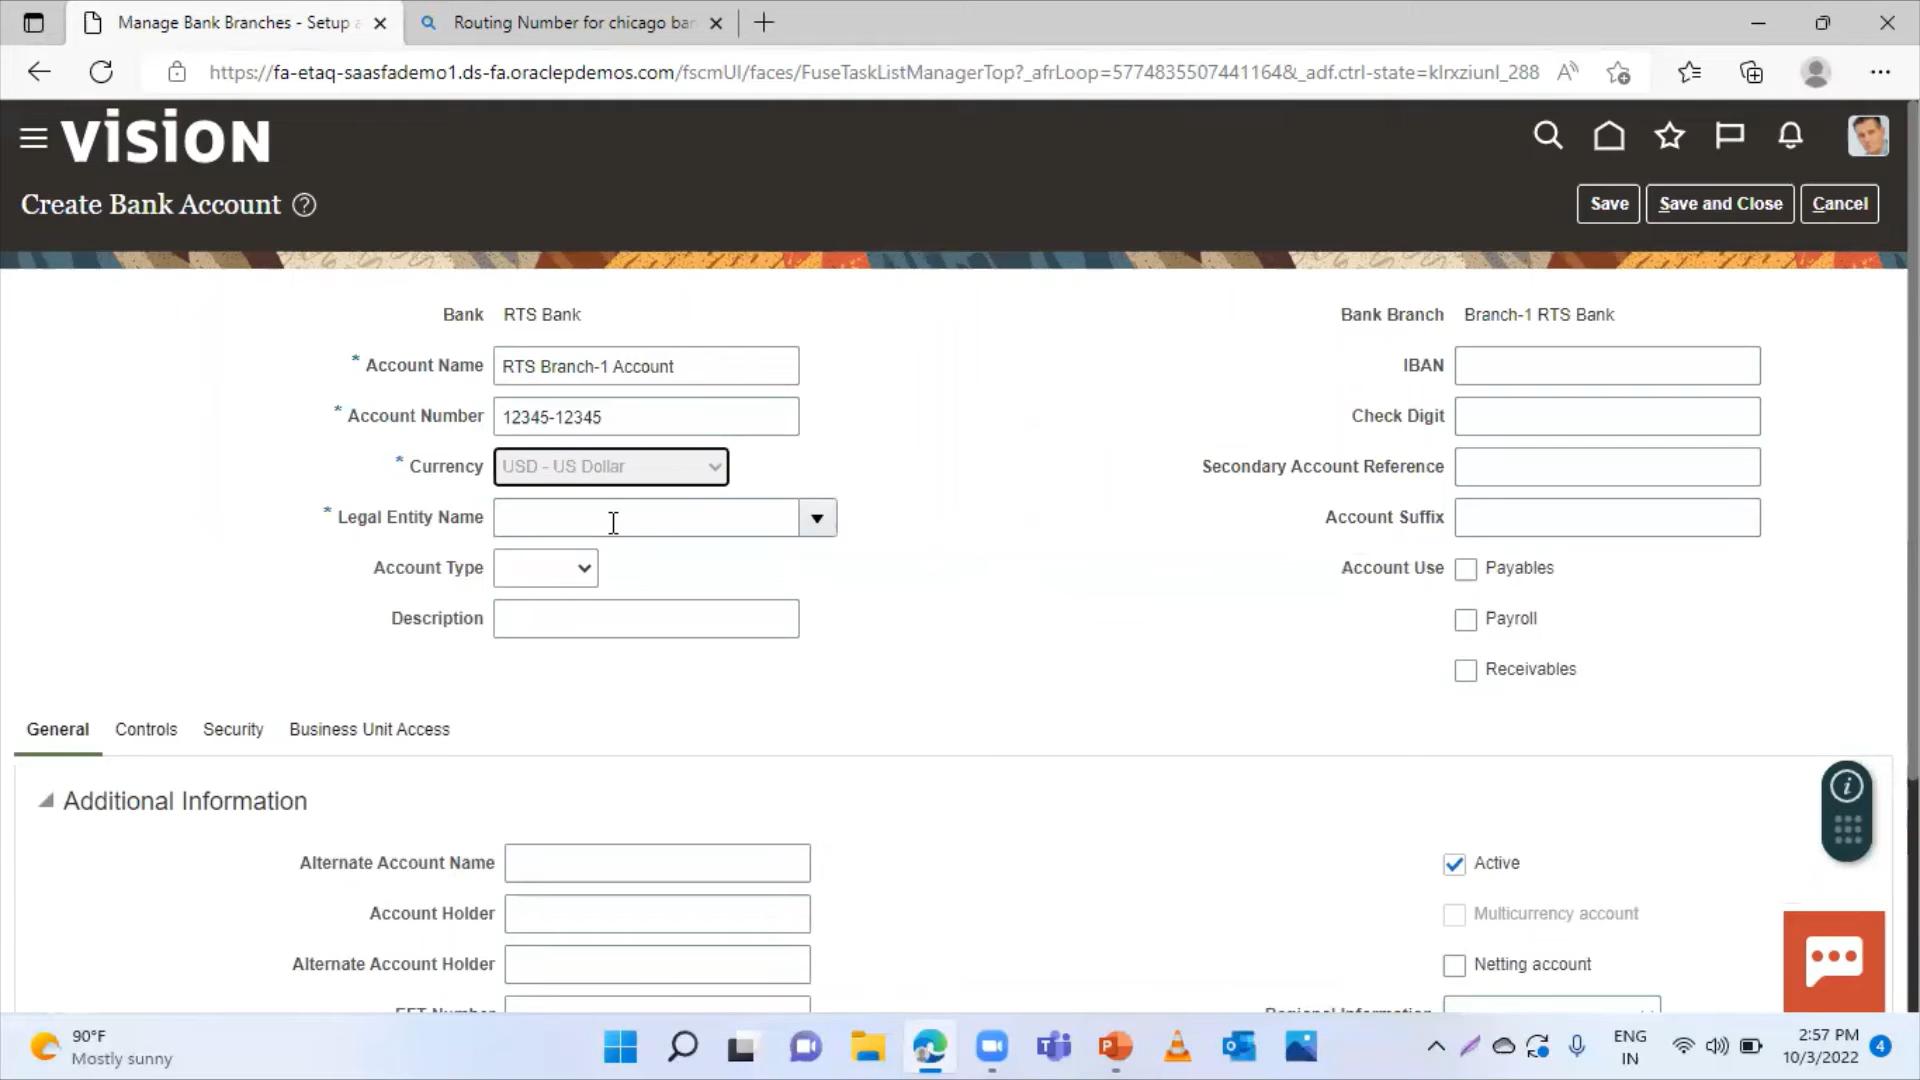 Manage Bank Branches - Setup a
Routing Number for chicago bar
https://fa-etaq-saasfademo1.ds-fa.oraclepdemos.com/fscmUI/faces/FuseTaskListManagerTop?_afrLoop=5774835507441164&_adf.ctrl-state=klrxziunl_288
VISION
Create Bank Account
Save
Save and Close
Cancel
Bank RTS Bank
Bank Branch Branch-1 RTS Bank
* Account Name RTS Branch-1 Account
IBAN
* Account Number 12345-12345
Check Digit
* Currency USD - US Dollar
Secondary Account Reference
* Legal Entity Name
Account Suffix
Account Type
Account Use Payables
Description
Payroll
Receivables
General Controls Security Business Unit Access
Additional Information
Alternate Account Name
Active
Account Holder
Multicurrency account
Alternate Account Holder
Netting account
EFT Number
Regional Information
90°F
Mostly sunny
ENG
IN
2:57 PM
10/3/2022
4